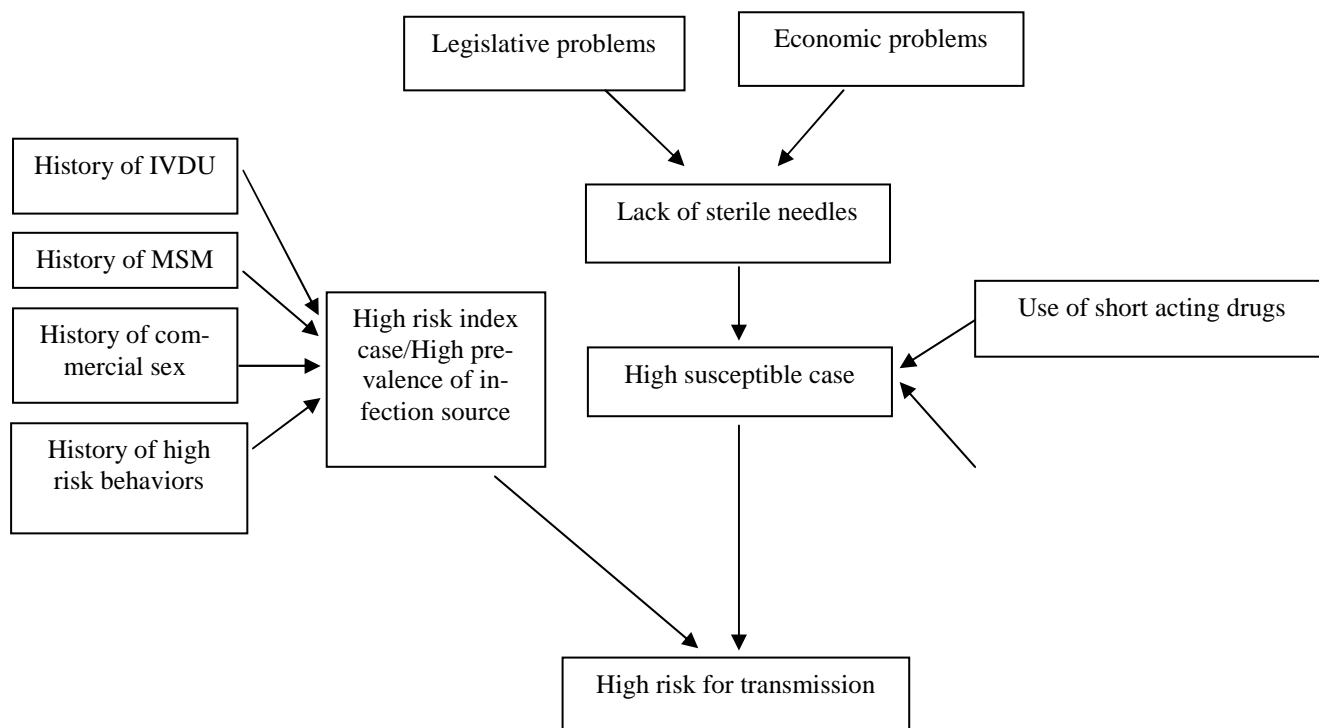 Legislative problems
Economic problems
History of IVDU
Lack of sterile needles
History of MSM
History of com-
mercial sex
High risk index
case/High pre-
valence of in-
fection source
Use of short acting drugs
High susceptible case
History of high
risk behaviors
High risk for transmission